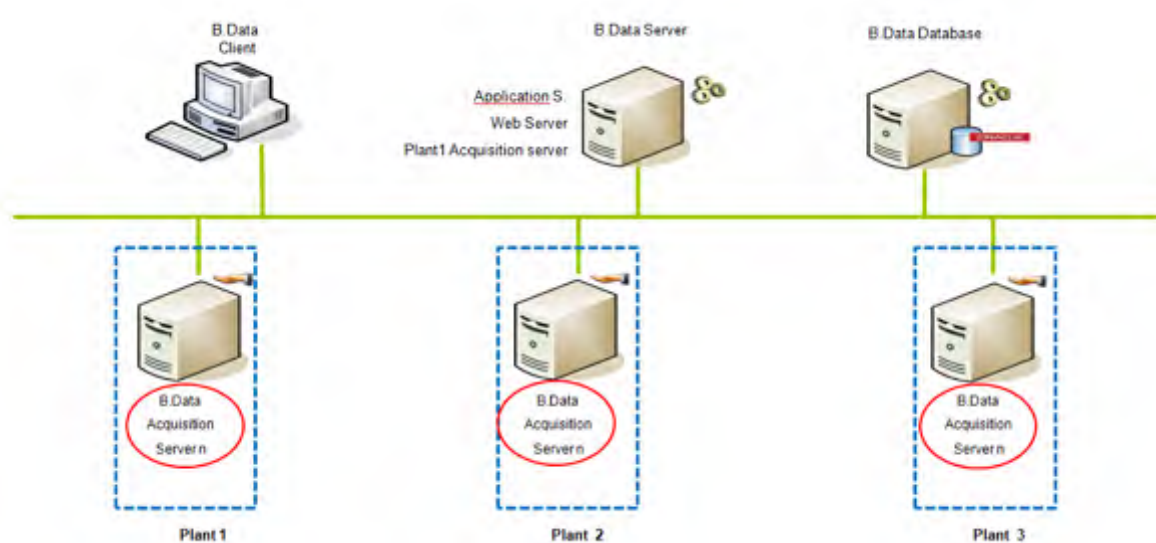 B.Data
Client
B.Data Server
B.Data Database
Application S.
Web Server
Plant1 Acquisition server
B.Data
Acquisition
Server n
B.Data
Acquisition
Server n
B.Data
Acquisition
Server n
Plant 1
Plant 2
Plant 3